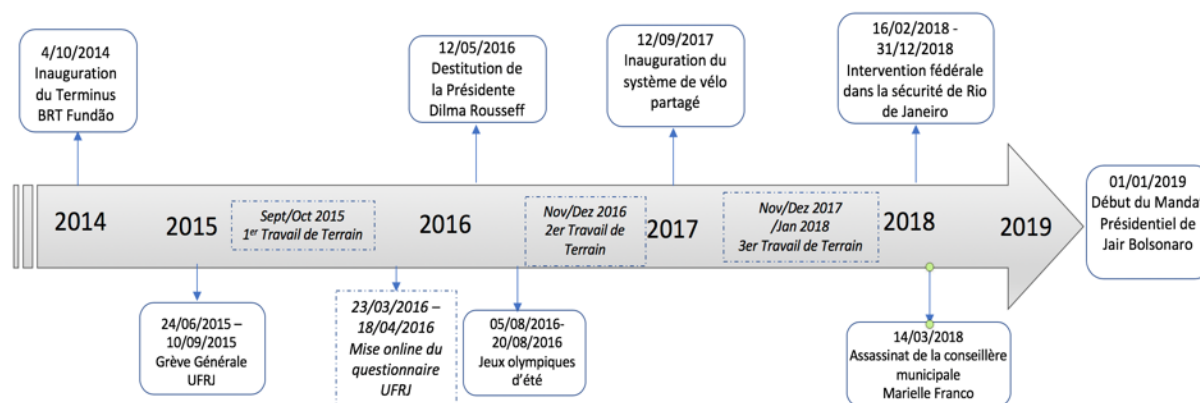 4/10/2014
Inauguration
du Terminus
BRT Fundão
12/05/2016
Destitution de
la Présidente
Dilma Rousseff
12/09/2017
Inauguration du
système de vélo
partagé
16/02/2018 -
31/12/2018
Intervention fédérale
dans la sécurité de Rio
de Janeiro
2014
2015
Sept/Oct 2015
1er Travail de Terrain
2016
Nov/Dez 2016
2er Travail de
Terrain
2017
Nov/Dez 2017
/Jan 2018
3er Travail de Terrain
2018
2019
01/01/2019
Début du Manda
Présidentiel de
Jair Bolsonaro
24/06/2015 –
10/09/2015
Grève Générale
UFRJ
23/03/2016 –
18/04/2016
Mise online du
questionnaire
UFRJ
05/08/2016-
20/08/2016
Jeux olympiques
d'été
14/03/2018
Assassinat de la conseillère
municipale
Marielle Franco